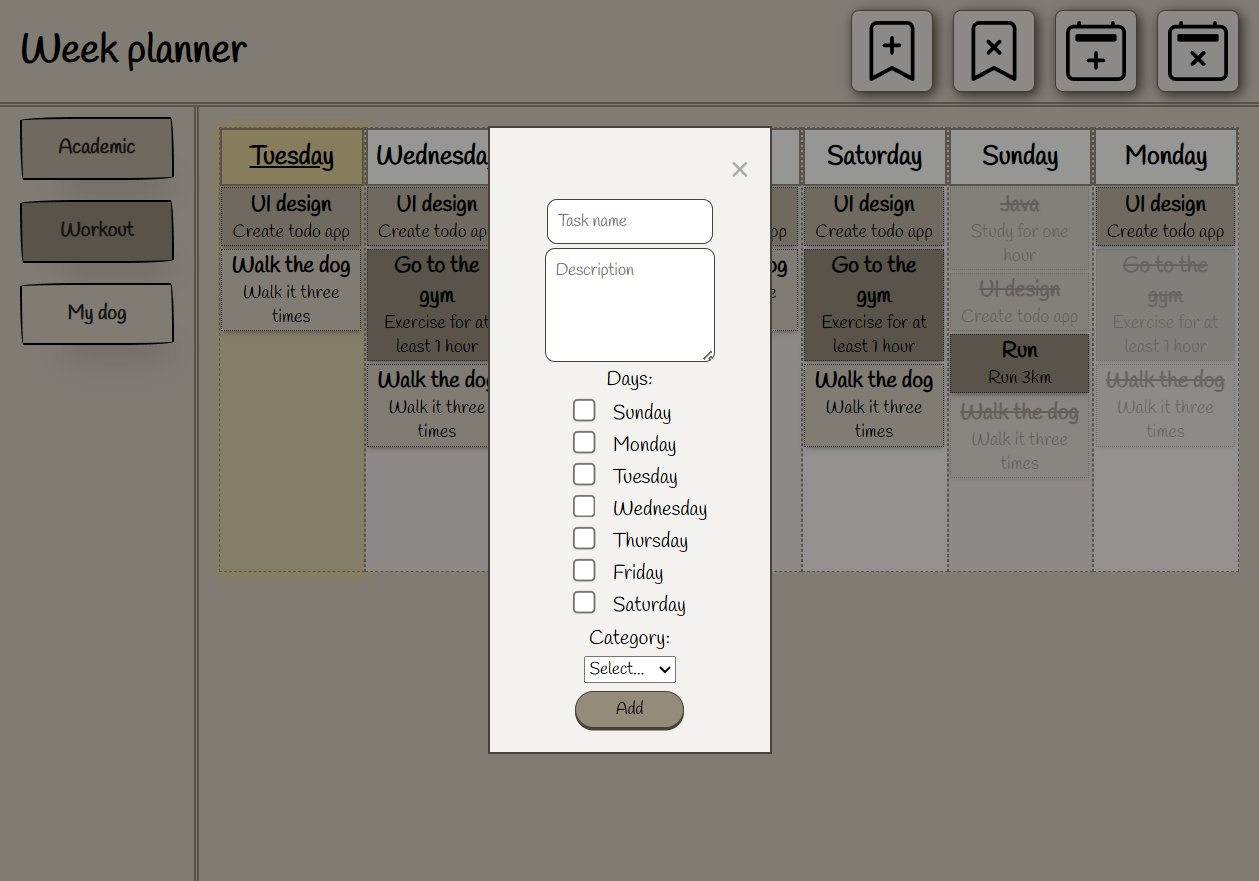 Week planner
Academic
Workout
My dog
Tuesday
UI design
Create todo app
Walk the dog
Walk it three
times
Wednesda
UI design
Create todo ap
Go to the
gym
Exercise for at
least 1 hour
Walk the do
Walk it three
times
×
Task name
Description
Days:
Sunday
Monday
Tuesday
Wednesday
Thursday
Friday
Saturday
Category:
Select...
Add
pp
og
e
Saturday
UI design
Create todo app
Go to the
gym
Exercise for at
least 1 hour
Walk the dog
Walk it three
times
Sunday
Java
Study for one
hour
UI design
Create todo app
Run
Run 3km
Walk the dog
Walk it three
times
Monday
UI design
Create todo app
Go to the
gym
Exercise for at
least 1 hour
Walk the dog
Walk it three
times